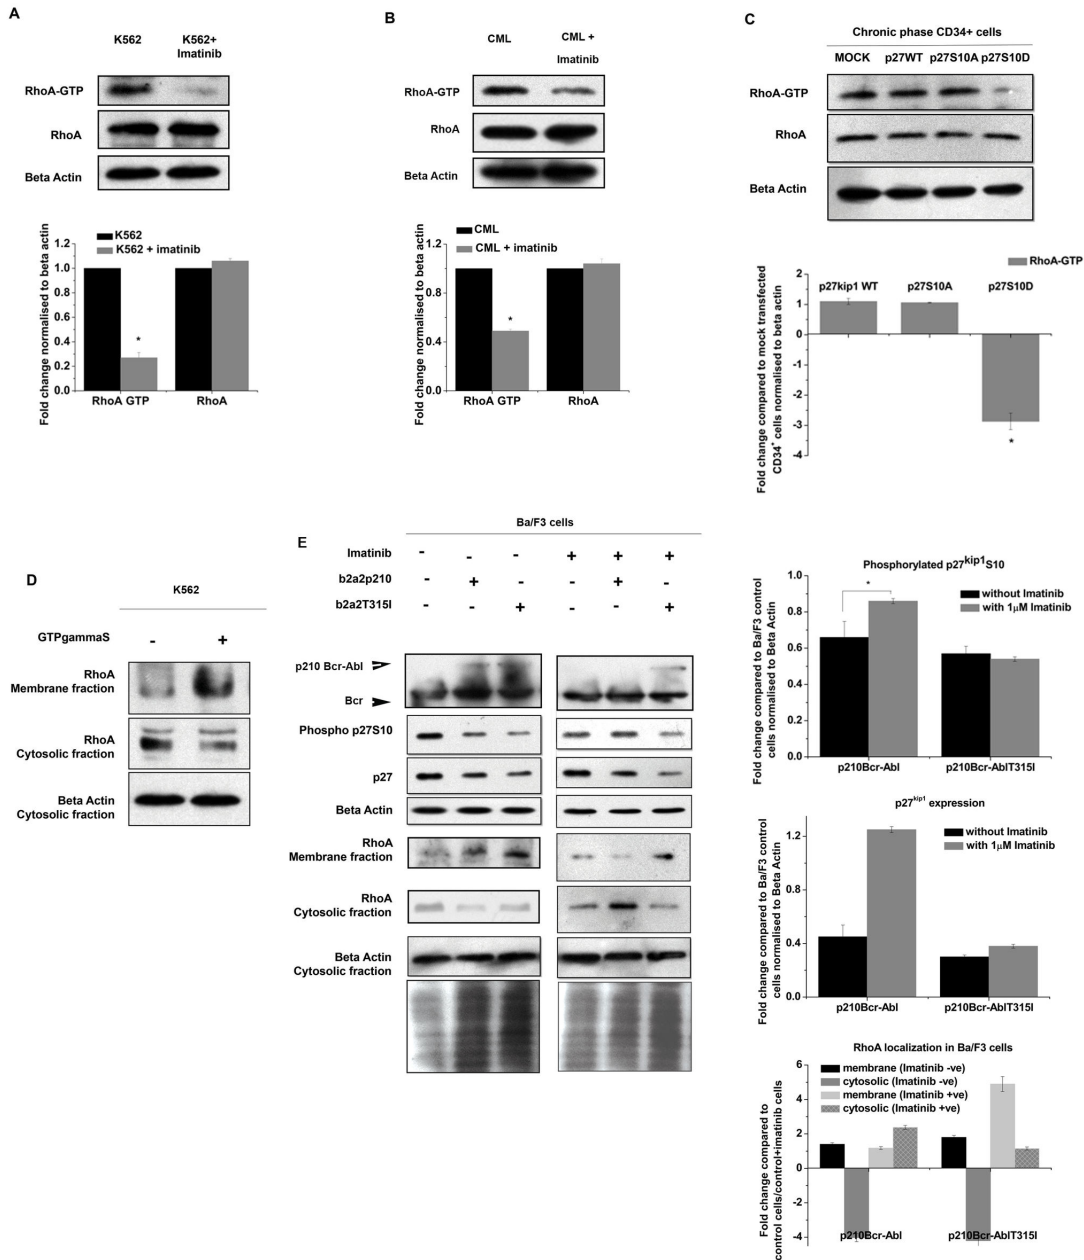 A
K562
K562+
Imatinib
RhoA-GTP
RhoA
Beta Actin
Fold change normalised to beta actin
K562
K562 + imatinib
1.2
1.0
0.8
0.6
0.4
0.2
0.0
*
RhoA GTP
RhoA
B
CML
CML +
Imatinib
RhoA-GTP
RhoA
Beta Actin
Fold change normalised to beta actin
CML
CML + imatinib
1.2
1.0
0.8
0.6
0.4
0.2
0.0
*
RhoA GTP
RhoA
C
Chronic phase CD34+ cells
MOCK p27WT p27S10A p27S10D
RhoA-GTP
RhoA
Beta Actin
RhoA-GTP
Fold change compared to mock transfected
CD34+ cells normalised to beta actin
2
1
0
-1
-2
-3
-4
p27kip1 WT p27S10A p27S10D
*
D
K562
GTPgammaS - +
RhoA
Membrane fraction
RhoA
Cytosolic fraction
Beta Actin
Cytosolic fraction
E
Ba/F3 cells
Imatinib - - - + + +
b2a2p210 - + - - + -
b2a2T315I - - + - - +
p210 Bcr-Abl
Bcr
Phospho p27S10
p27
Beta Actin
RhoA
Membrane fraction
RhoA
Cytosolic fraction
Beta Actin
Cytosolic fraction
Phosphorylated p27kip1S10
Fold change compared to Ba/F3 control
cells normalised to Beta Actin
without Imatinib
with 1µM Imatinib
0.8
0.6
0.4
0.2
0.0
*
p210Bcr-Abl
p210Bcr-AblT315I
p27kip1 expression
Fold change compared to Ba/F3 control
cells normalised to Beta Actin
without Imatinib
with 1µM Imatinib
1.2
0.8
0.4
0.0
p210Bcr-Abl
p210Bcr-AblT315I
RhoA localization in Ba/F3 cells
Fold change compared to
control cells/control+imatinib cells
membrane (Imatinib -ve)
cytosolic (Imatinib -ve)
membrane (Imatinib +ve)
cytosolic (Imatinib +ve)
6
4
2
0
-2
-4
p210Bcr-Abl
p210Bcr-AblT315I